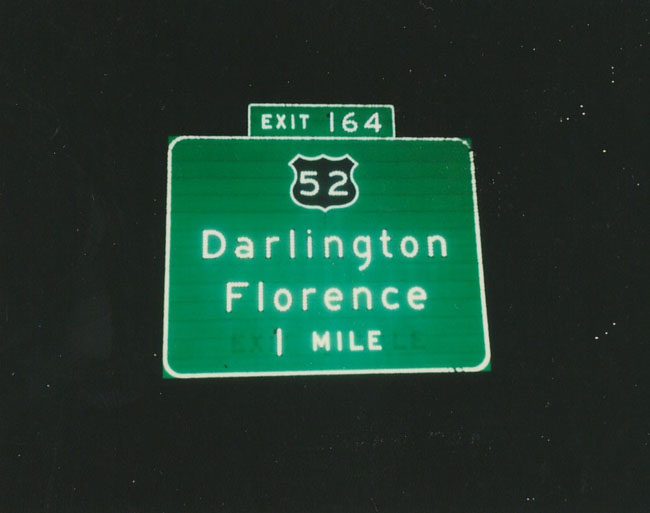 EXIT 164
52
Darlington
Florence
1 MILE